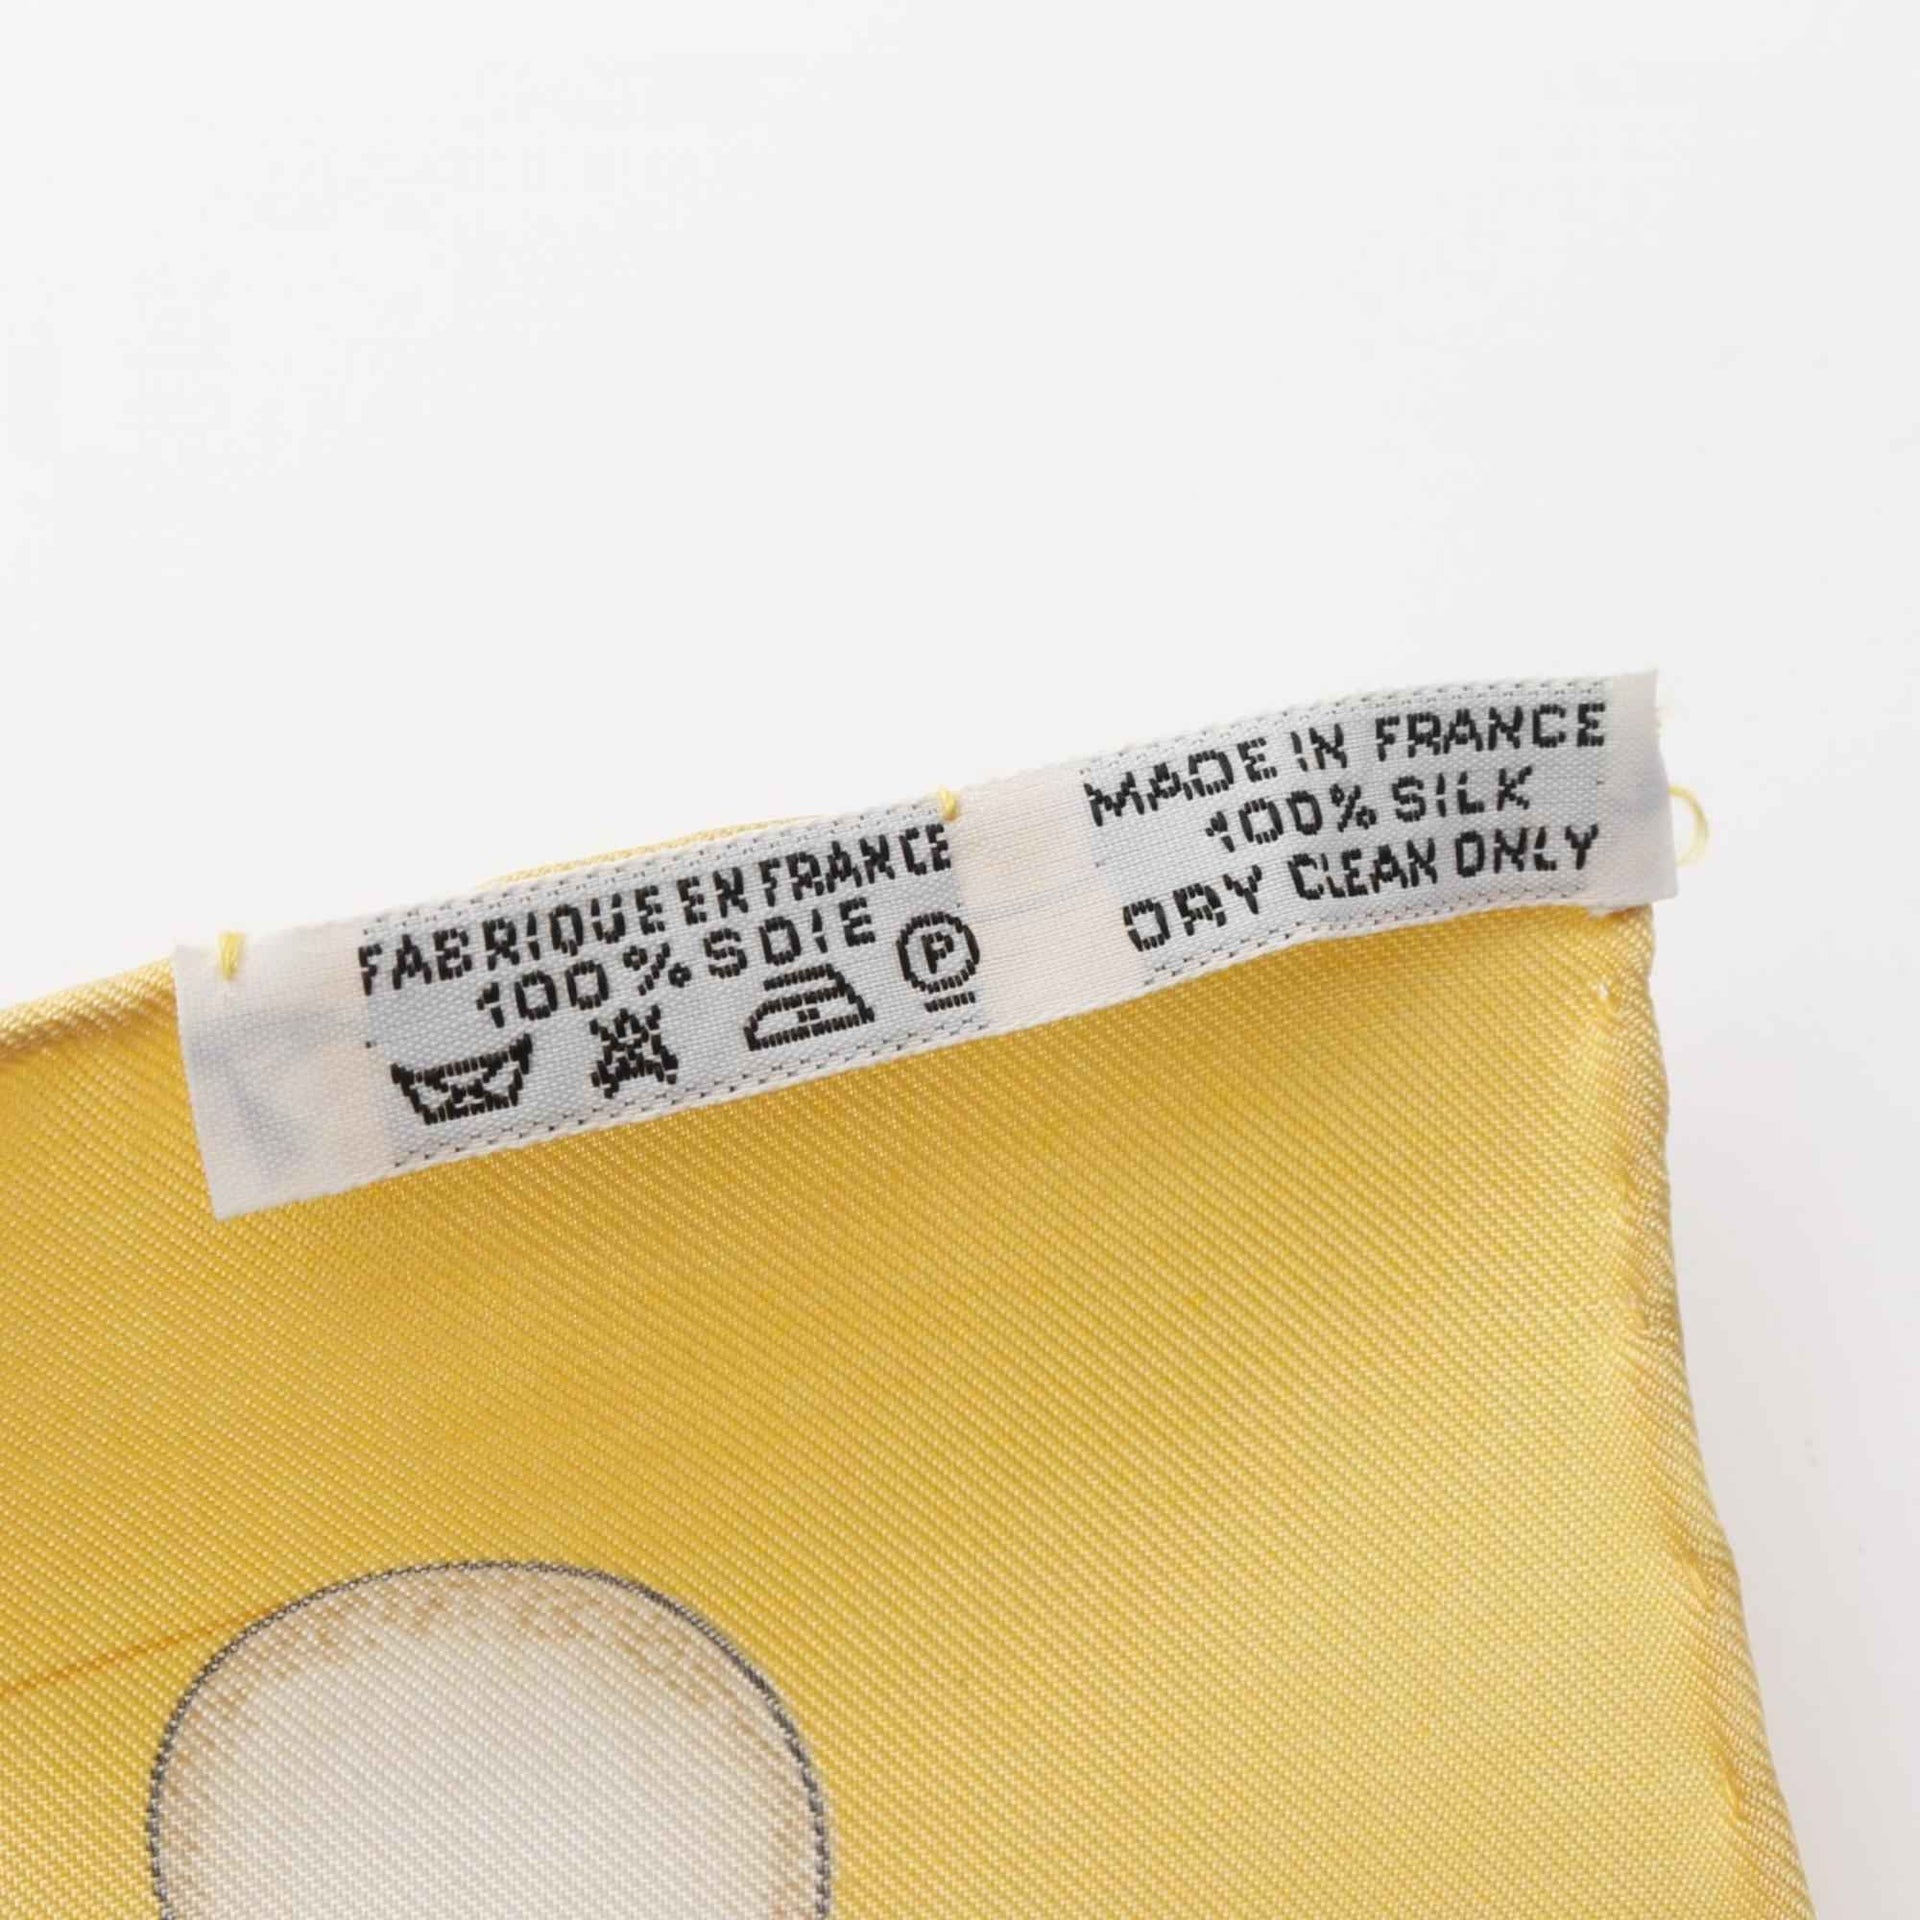 FABRIQUE EN FRANCE
100% SOIE
P
MADE IN FRANCE
100% SILK
DRY CLEAN ONLY